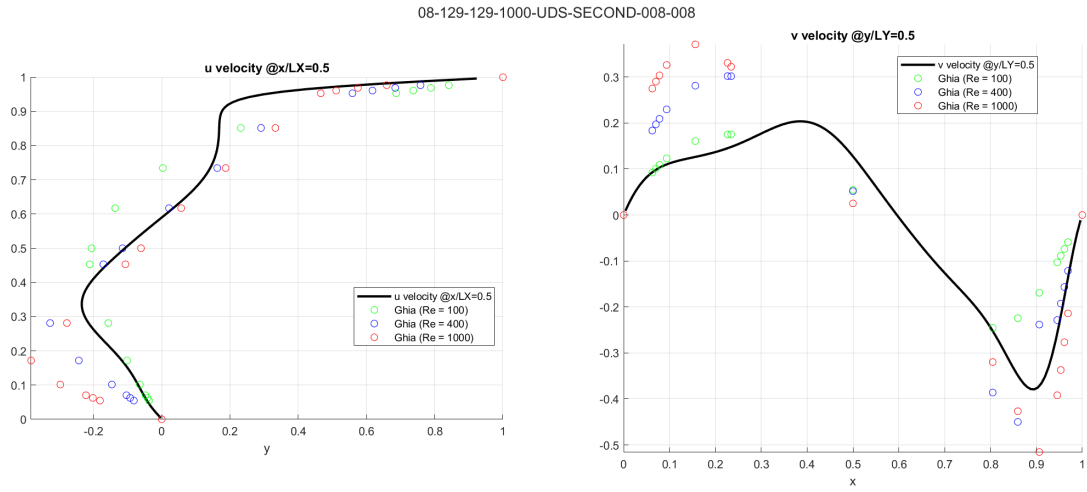 08-129-129-1000-UDS-SECOND-008-008
u velocity @x/LX=0.5
1
0.9
0.8
0.7
0.6
0.5
0.4
0.3
0.2
0.1
0
-0.2
0
0.2
0.4
0.6
0.8
1
y
u velocity @x/LX=0.5
Ghia (Re = 100)
Ghia (Re = 400)
Ghia (Re = 1000)
v velocity @y/LY=0.5
0.3
0.2
0.1
0
-0.1
-0.2
-0.3
-0.4
-0.5
0
0.1
0.2
0.3
0.4
0.5
0.6
0.7
0.8
0.9
1
x
v velocity @y/LY=0.5
Ghia (Re = 100)
Ghia (Re = 400)
Ghia (Re = 1000)